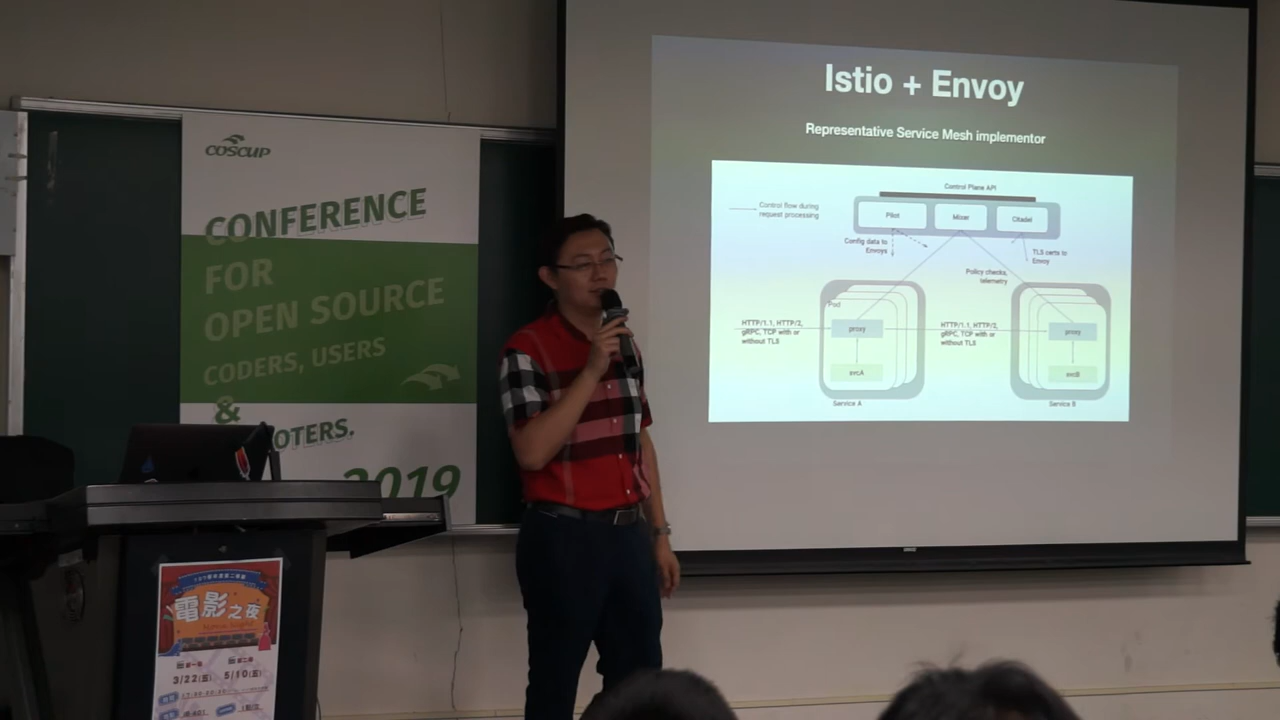 COSCUP
CONFERENCE
FOR
OPEN SOURCE
CODERS, USERS
&
OTERS.
2019
Istio + Envoy
Representative Service Mesh implementor
Control Plane API
Control flow during
request processing
Pilot
Mixer
Citadel
Config data to
Envoys
TLS certs to
Envoy
Policy checks,
telemetry
Pod
HTTP/1.1, HTTP/2,
gRPC, TCP with or
without TLS
proxy
svcA
Service A
HTTP/1.1, HTTP/2,
gRPC, TCP with or
without TLS
proxy
svcB
Service B
電影之夜
3/22(五)
5/10(五)